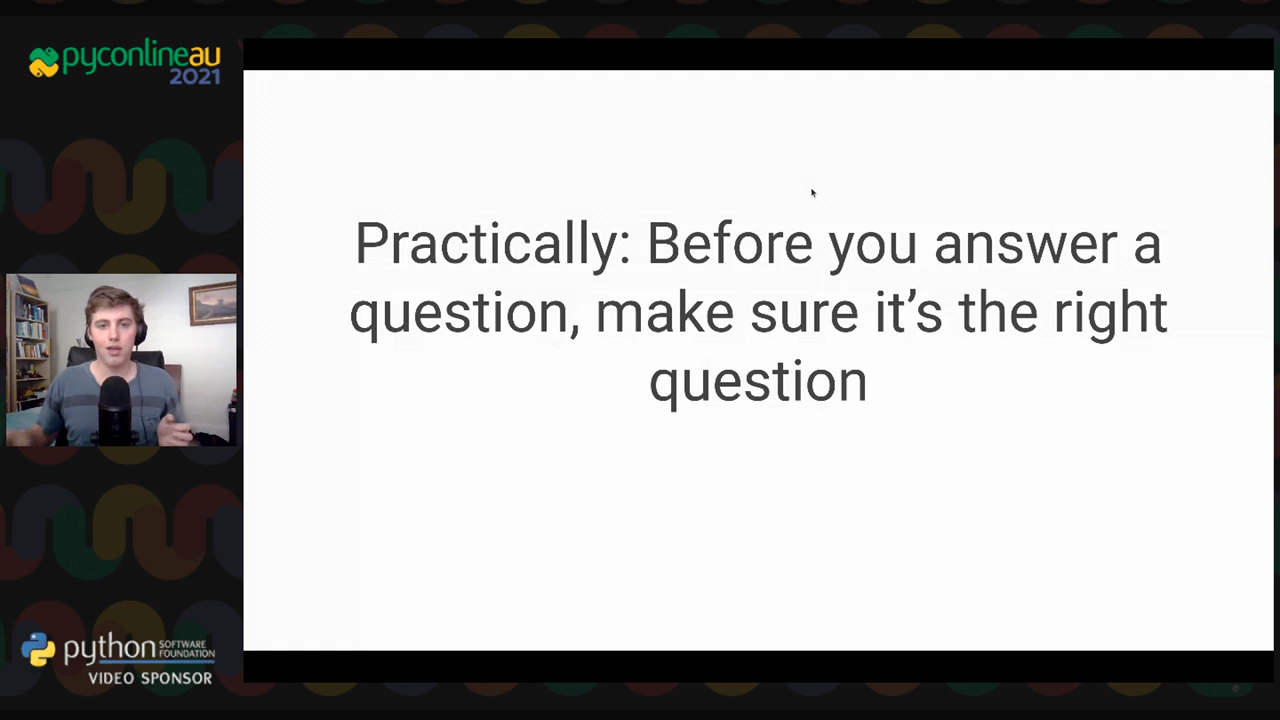 pyconlineau
2021
Practically: Before you answer a
question, make sure it’s the right
question
python SOFTWARE FOUNDATION
VIDEO SPONSOR